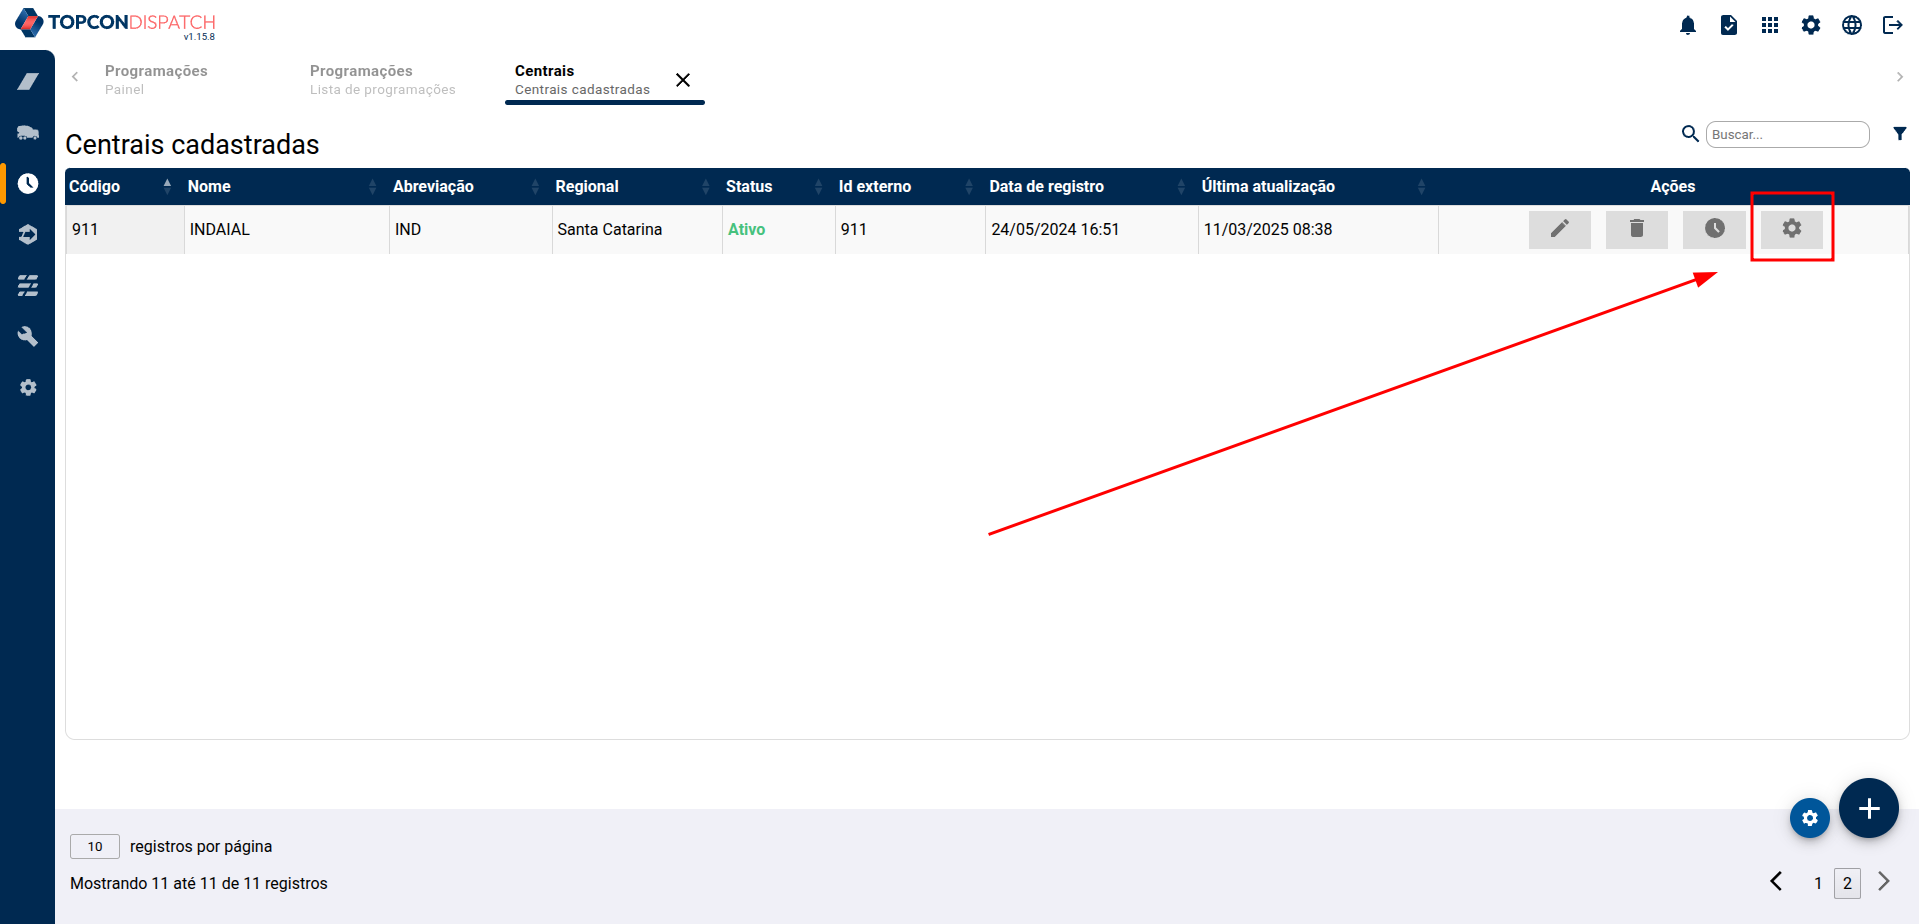 TOPCONDISPATCH
v1.15.8
Programações
Painel
Programações
Lista de programações
Centrais
Centrais cadastradas
Centrais cadastradas
Buscar...
Código Nome Abreviação Regional Status Id externo Data de registro Última atualização Ações
911 INDAIAL IND Santa Catarina Ativo 911 24/05/2024 16:51 11/03/2025 08:38
10 registros por página
Mostrando 11 até 11 de 11 registros
1 2